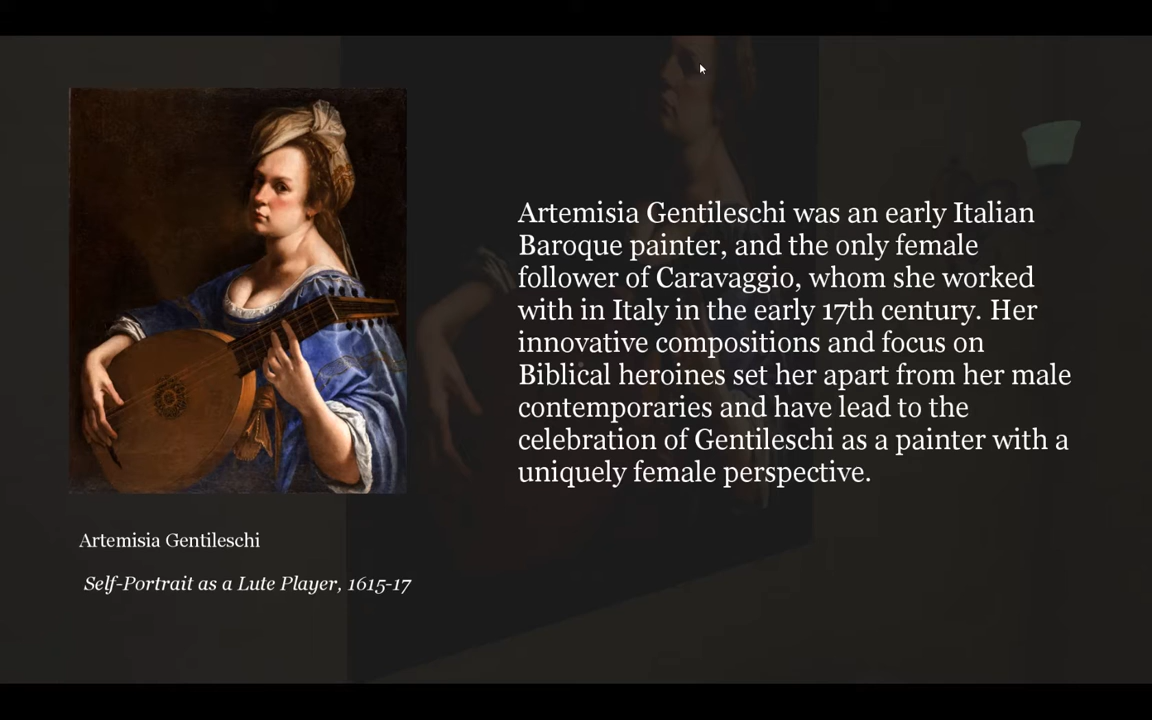 Artemisia Gentileschi was an early Italian
Baroque painter, and the only female
follower of Caravaggio, whom she worked
with in Italy in the early 17th century. Her
innovative compositions and focus on
Biblical heroines set her apart from her male
contemporaries and have lead to the
celebration of Gentileschi as a painter with a
uniquely female perspective.
Artemisia Gentileschi
Self-Portrait as a Lute Player, 1615-17